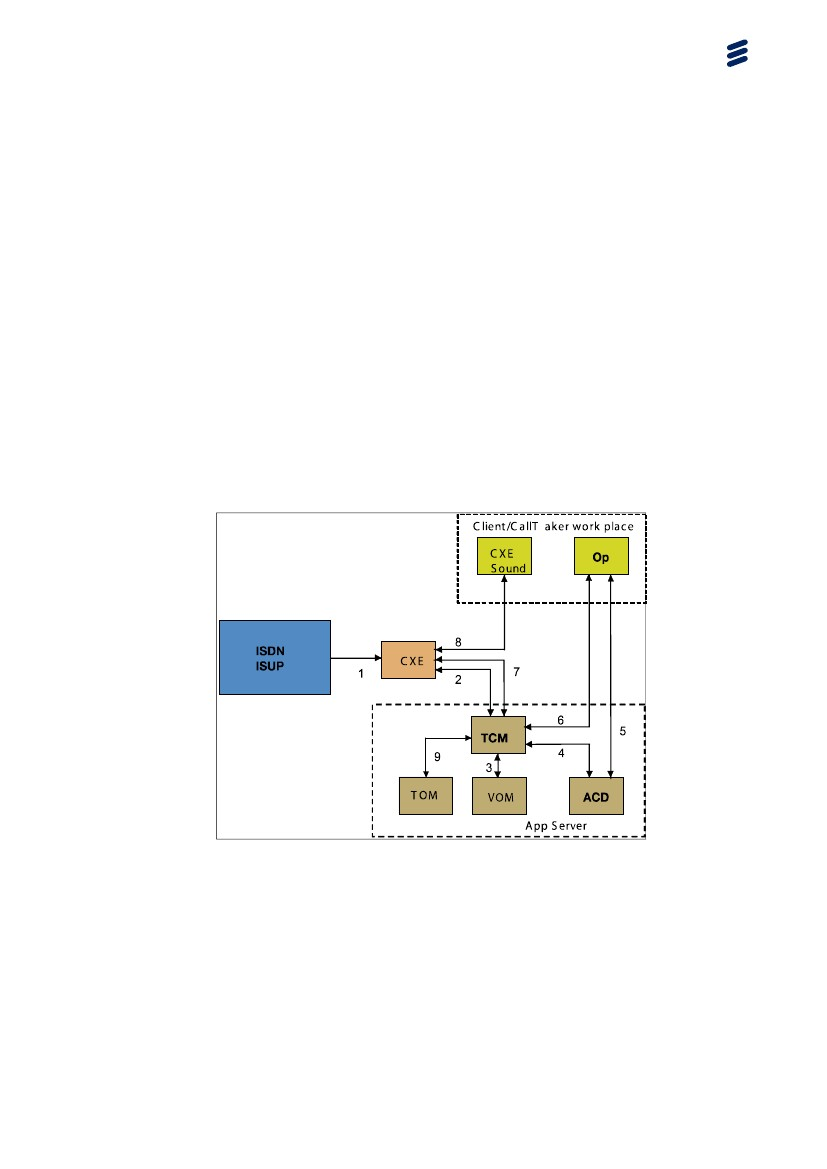 Client/CallT aker work place
CXE
Sound
Op
ISDN
ISUP
1
CXE
8
7
2
TCM
6
5
9
3
4
TOM
VOM
ACD
App Server